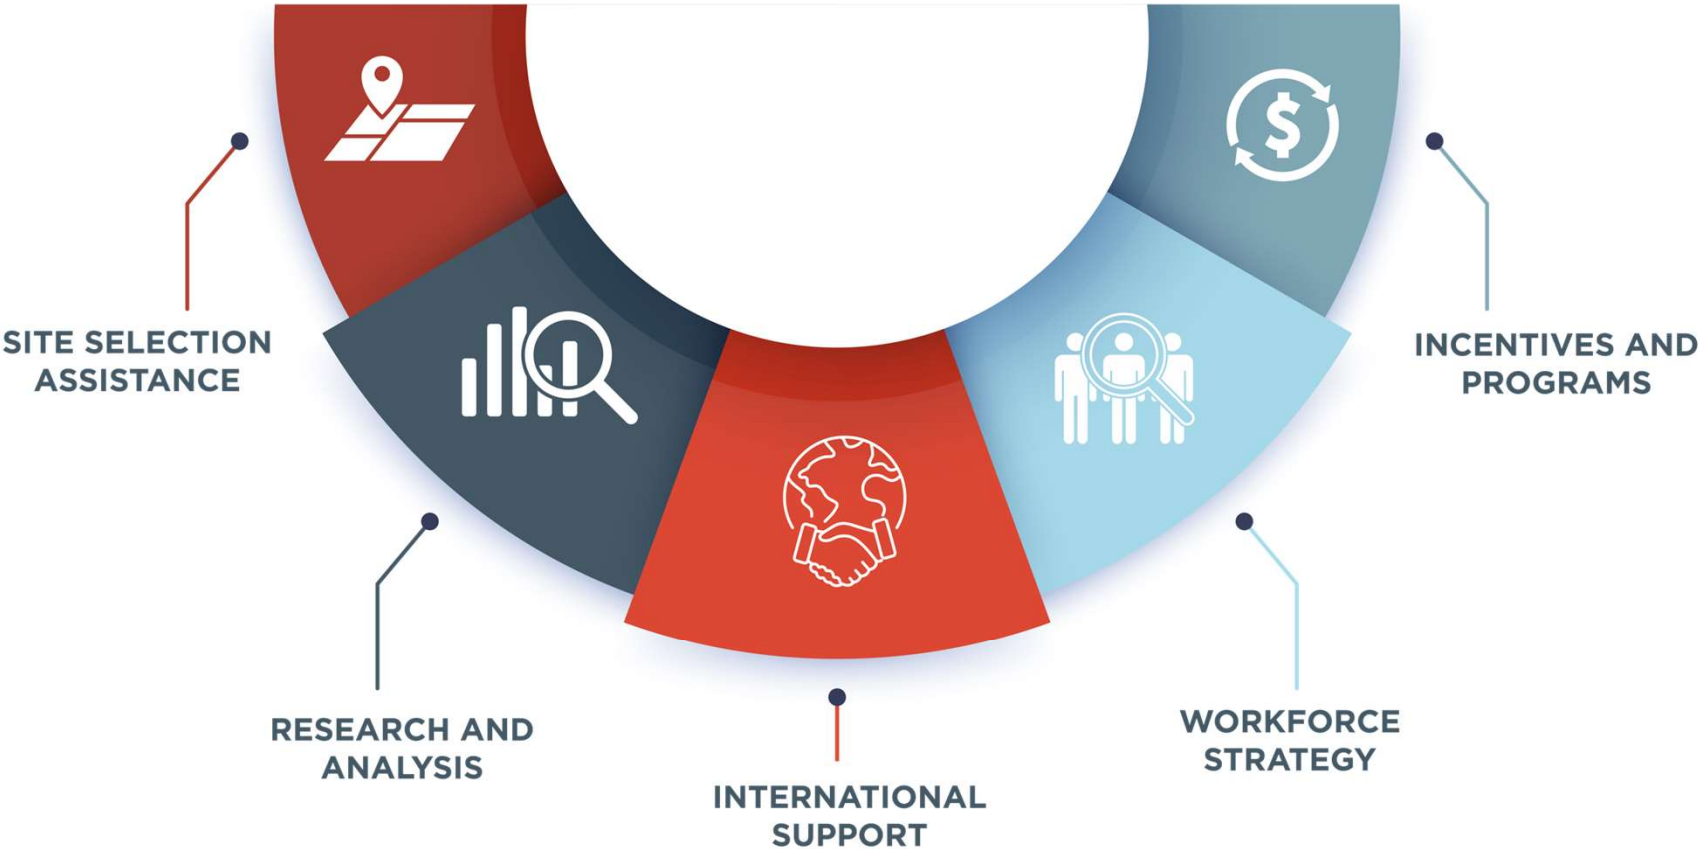 SITE SELECTION
ASSISTANCE
RESEARCH AND
ANALYSIS
INTERNATIONAL
SUPPORT
WORKFORCE
STRATEGY
INCENTIVES AND
PROGRAMS
$